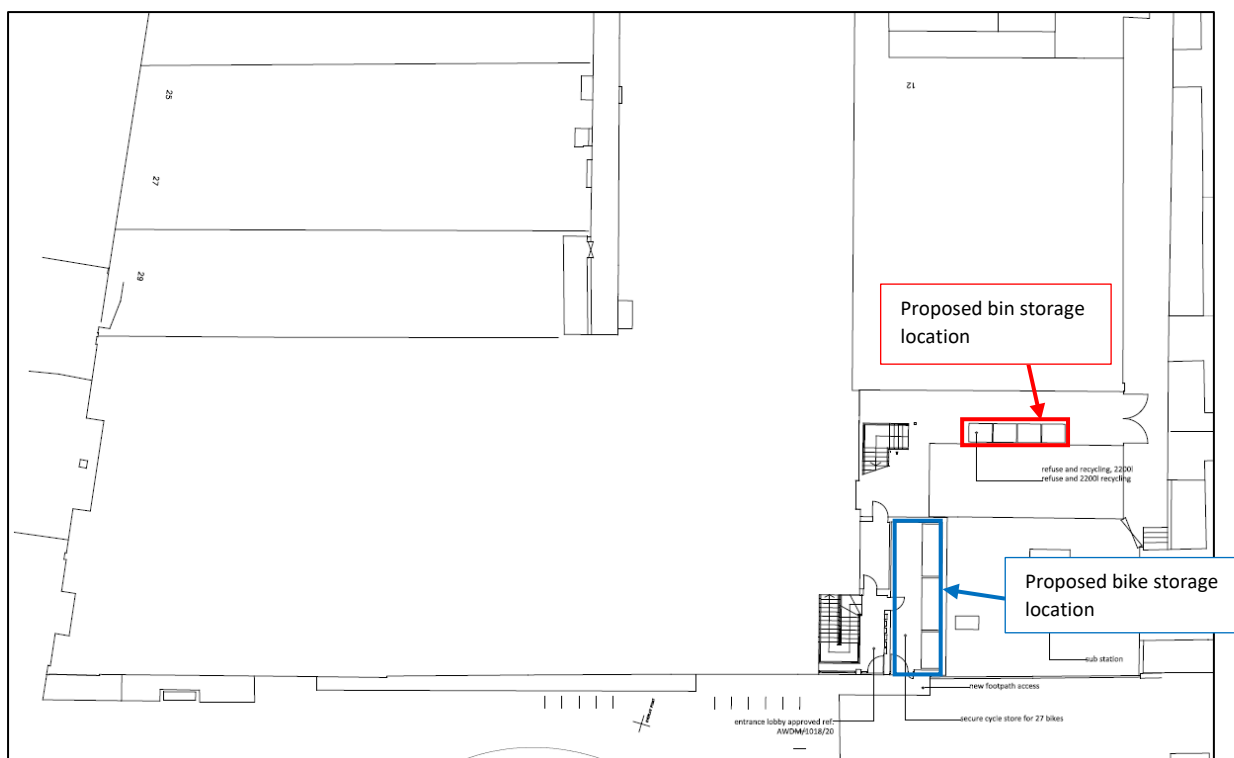 25
12
27
29
Proposed bin storage
location
refuse and recycling, 2200l
refuse and 2200l recycling
Proposed bike storage
location
sub station
new footpath access
entrance lobby approved ref.
AWDM/1018/20
secure cycle store for 27 bikes